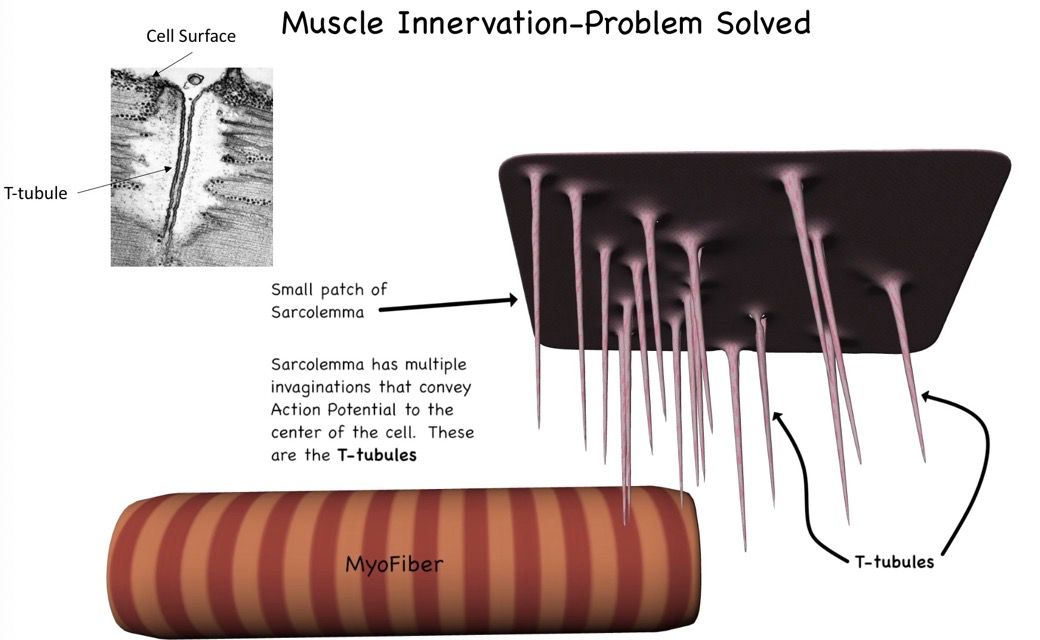 Muscle Innervation-Problem Solved
Cell Surface
T-tubule
Small patch of
Sarcolemma
Sarcolemma has multiple
invaginations that convey
Action Potential to the
center of the cell. These
are the T-tubules
MyoFiber
T-tubules